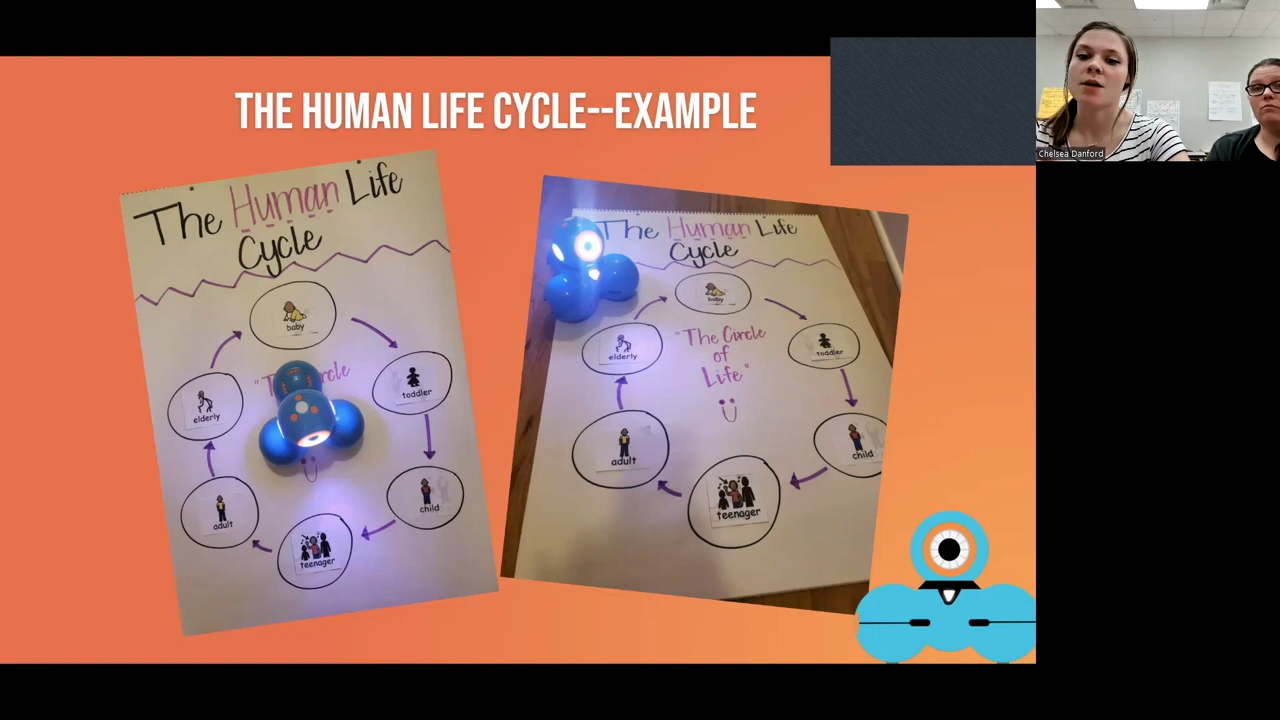 THE HUMAN LIFE CYCLE--EXAMPLE
The Human Life
Cycle
baby
toddler
child
teenager
adult
elderly
The Human Life
Cycle
baby
"The Circle
of
Life"
toddler
child
teenager
adult
elderly
Chelsea Danford